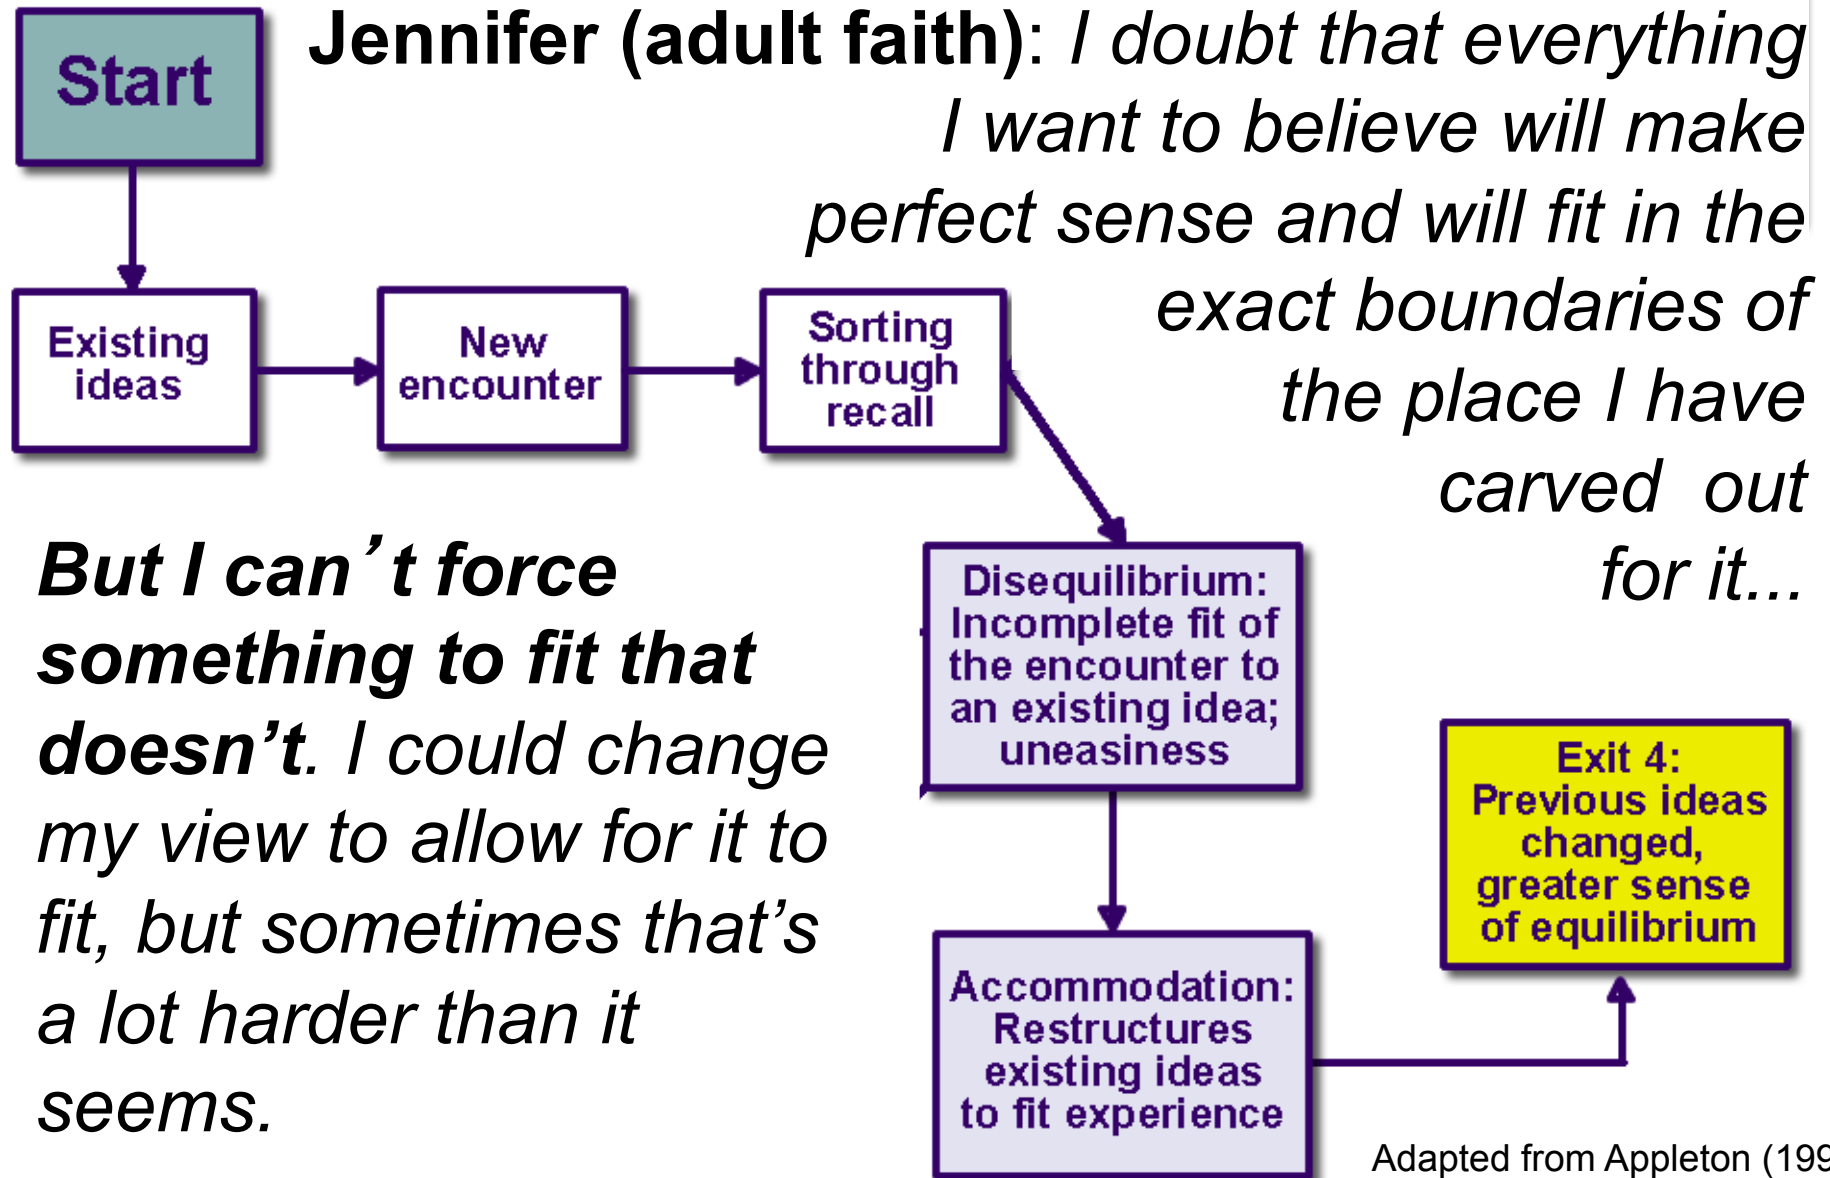 Start
Jennifer (adult faith): I doubt that everything
I want to believe will make
perfect sense and will fit in the
exact boundaries of
the place I have
carved out
for it...
Existing
ideas
New
encounter
Sorting
through
recall
But I can’t force
something to fit that
doesn’t. I could change
my view to allow for it to
fit, but sometimes that’s
a lot harder than it
seems.
Disequilibrium:
Incomplete fit of
the encounter to
an existing idea;
uneasiness
Accommodation:
Restructures
existing ideas
to fit experience
Exit 4:
Previous ideas
changed,
greater sense
of equilibrium
Adapted from Appleton (199